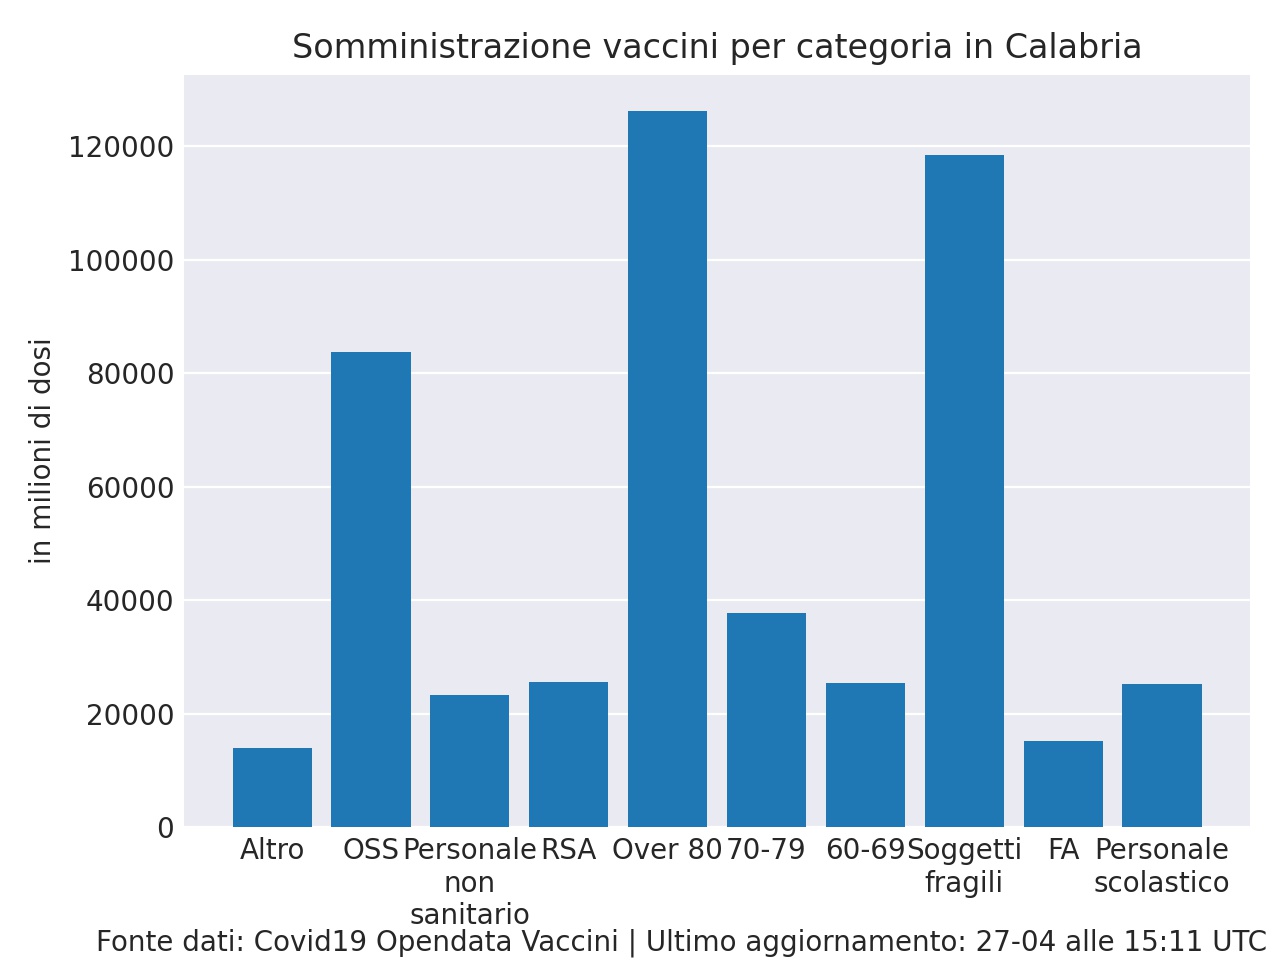 Somministrazione vaccini per categoria in Calabria
in milioni di dosi
120000
100000
80000
60000
40000
20000
0
Altro
OSS
Personale
non
sanitario
RSA
Over 80
70-79
60-69
Soggetti
fragili
FA
Personale
scolastico
Fonte dati: Covid19 Opendata Vaccini | Ultimo aggiornamento: 27-04 alle 15:11 UTC